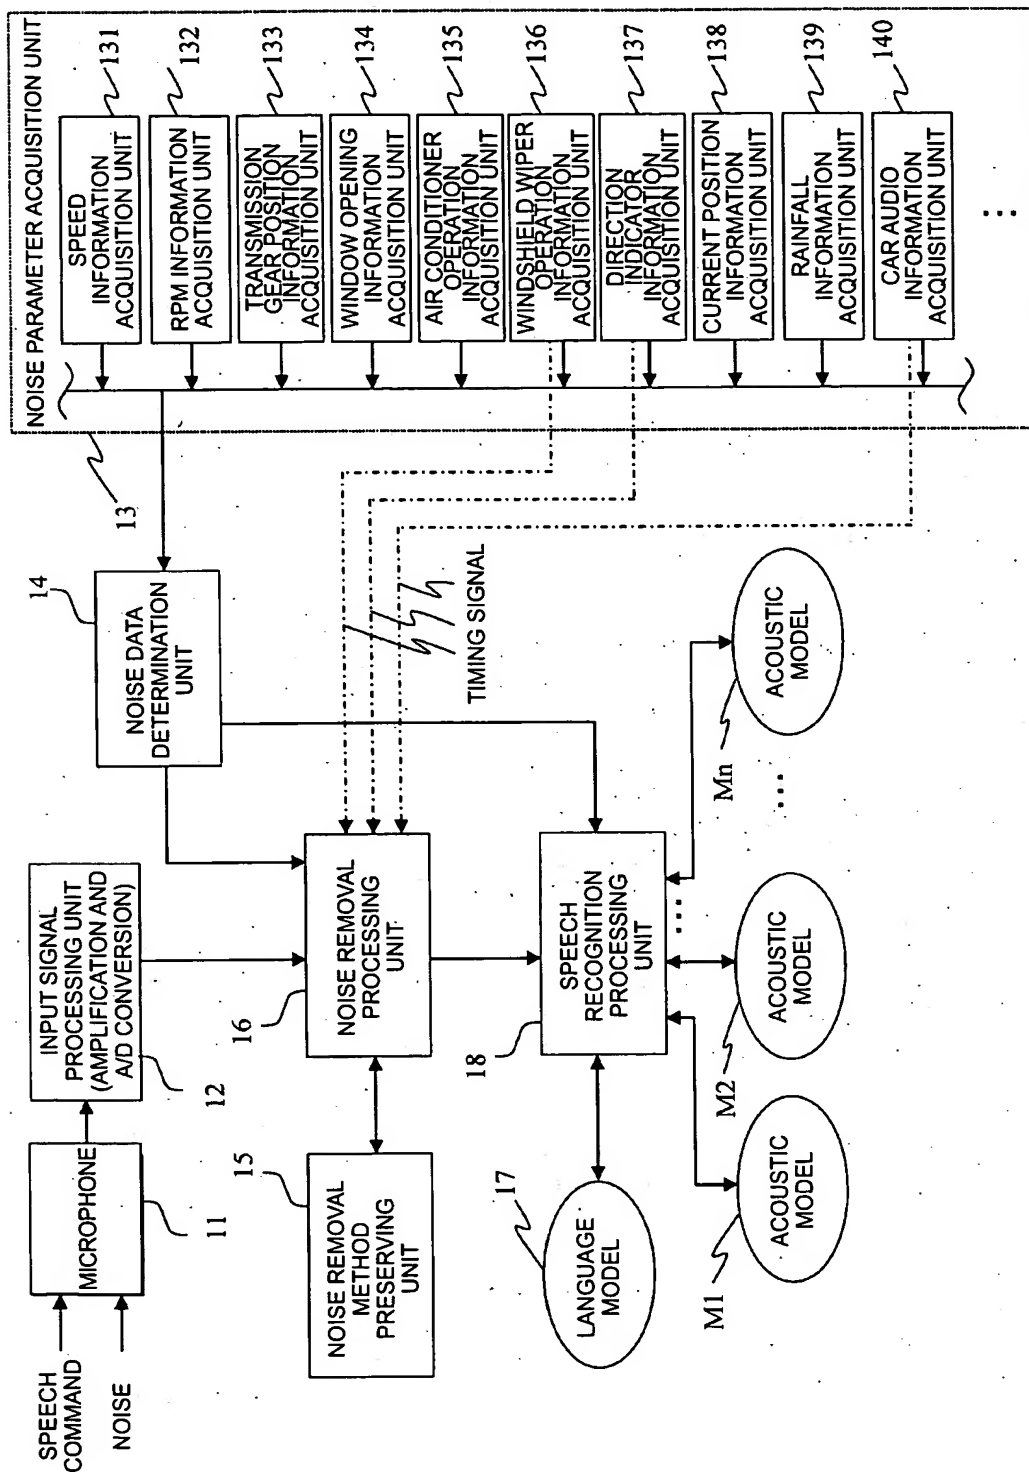 SPEECH
COMMAND
NOISE
MICROPHONE
11
INPUT SIGNAL
PROCESSING UNIT
(AMPLIFICATION AND
A/D CONVERSION)
12
NOISE DATA
DETERMINATION
UNIT
14
13
NOISE PARAMETER ACQUISITION UNIT
SPEED
INFORMATION
ACQUISITION UNIT
131
RPM INFORMATION
ACQUISITION UNIT
132
TRANSMISSION
GEAR POSITION
INFORMATION
ACQUISITION UNIT
133
WINDOW OPENING
INFORMATION
ACQUISITION UNIT
134
AIR CONDITIONER
OPERATION
INFORMATION
ACQUISITION UNIT
135
WINDSHIELD WIPER
OPERATION
INFORMATION
ACQUISITION UNIT
136
DIRECTION
INDICATOR
INFORMATION
ACQUISITION UNIT
137
CURRENT POSITION
INFORMATION
ACQUISITION UNIT
138
RAINFALL
INFORMATION
ACQUISITION UNIT
139
CAR AUDIO
INFORMATION
ACQUISITION UNIT
140
...
NOISE REMOVAL
METHOD
PRESERVING
UNIT
15
NOISE REMOVAL
PROCESSING
UNIT
16
TIMING SIGNAL
LANGUAGE
MODEL
17
SPEECH
RECOGNITION
PROCESSING
UNIT
18
...
ACOUSTIC
MODEL
M1
ACOUSTIC
MODEL
M2
...
ACOUSTIC
MODEL
Mn